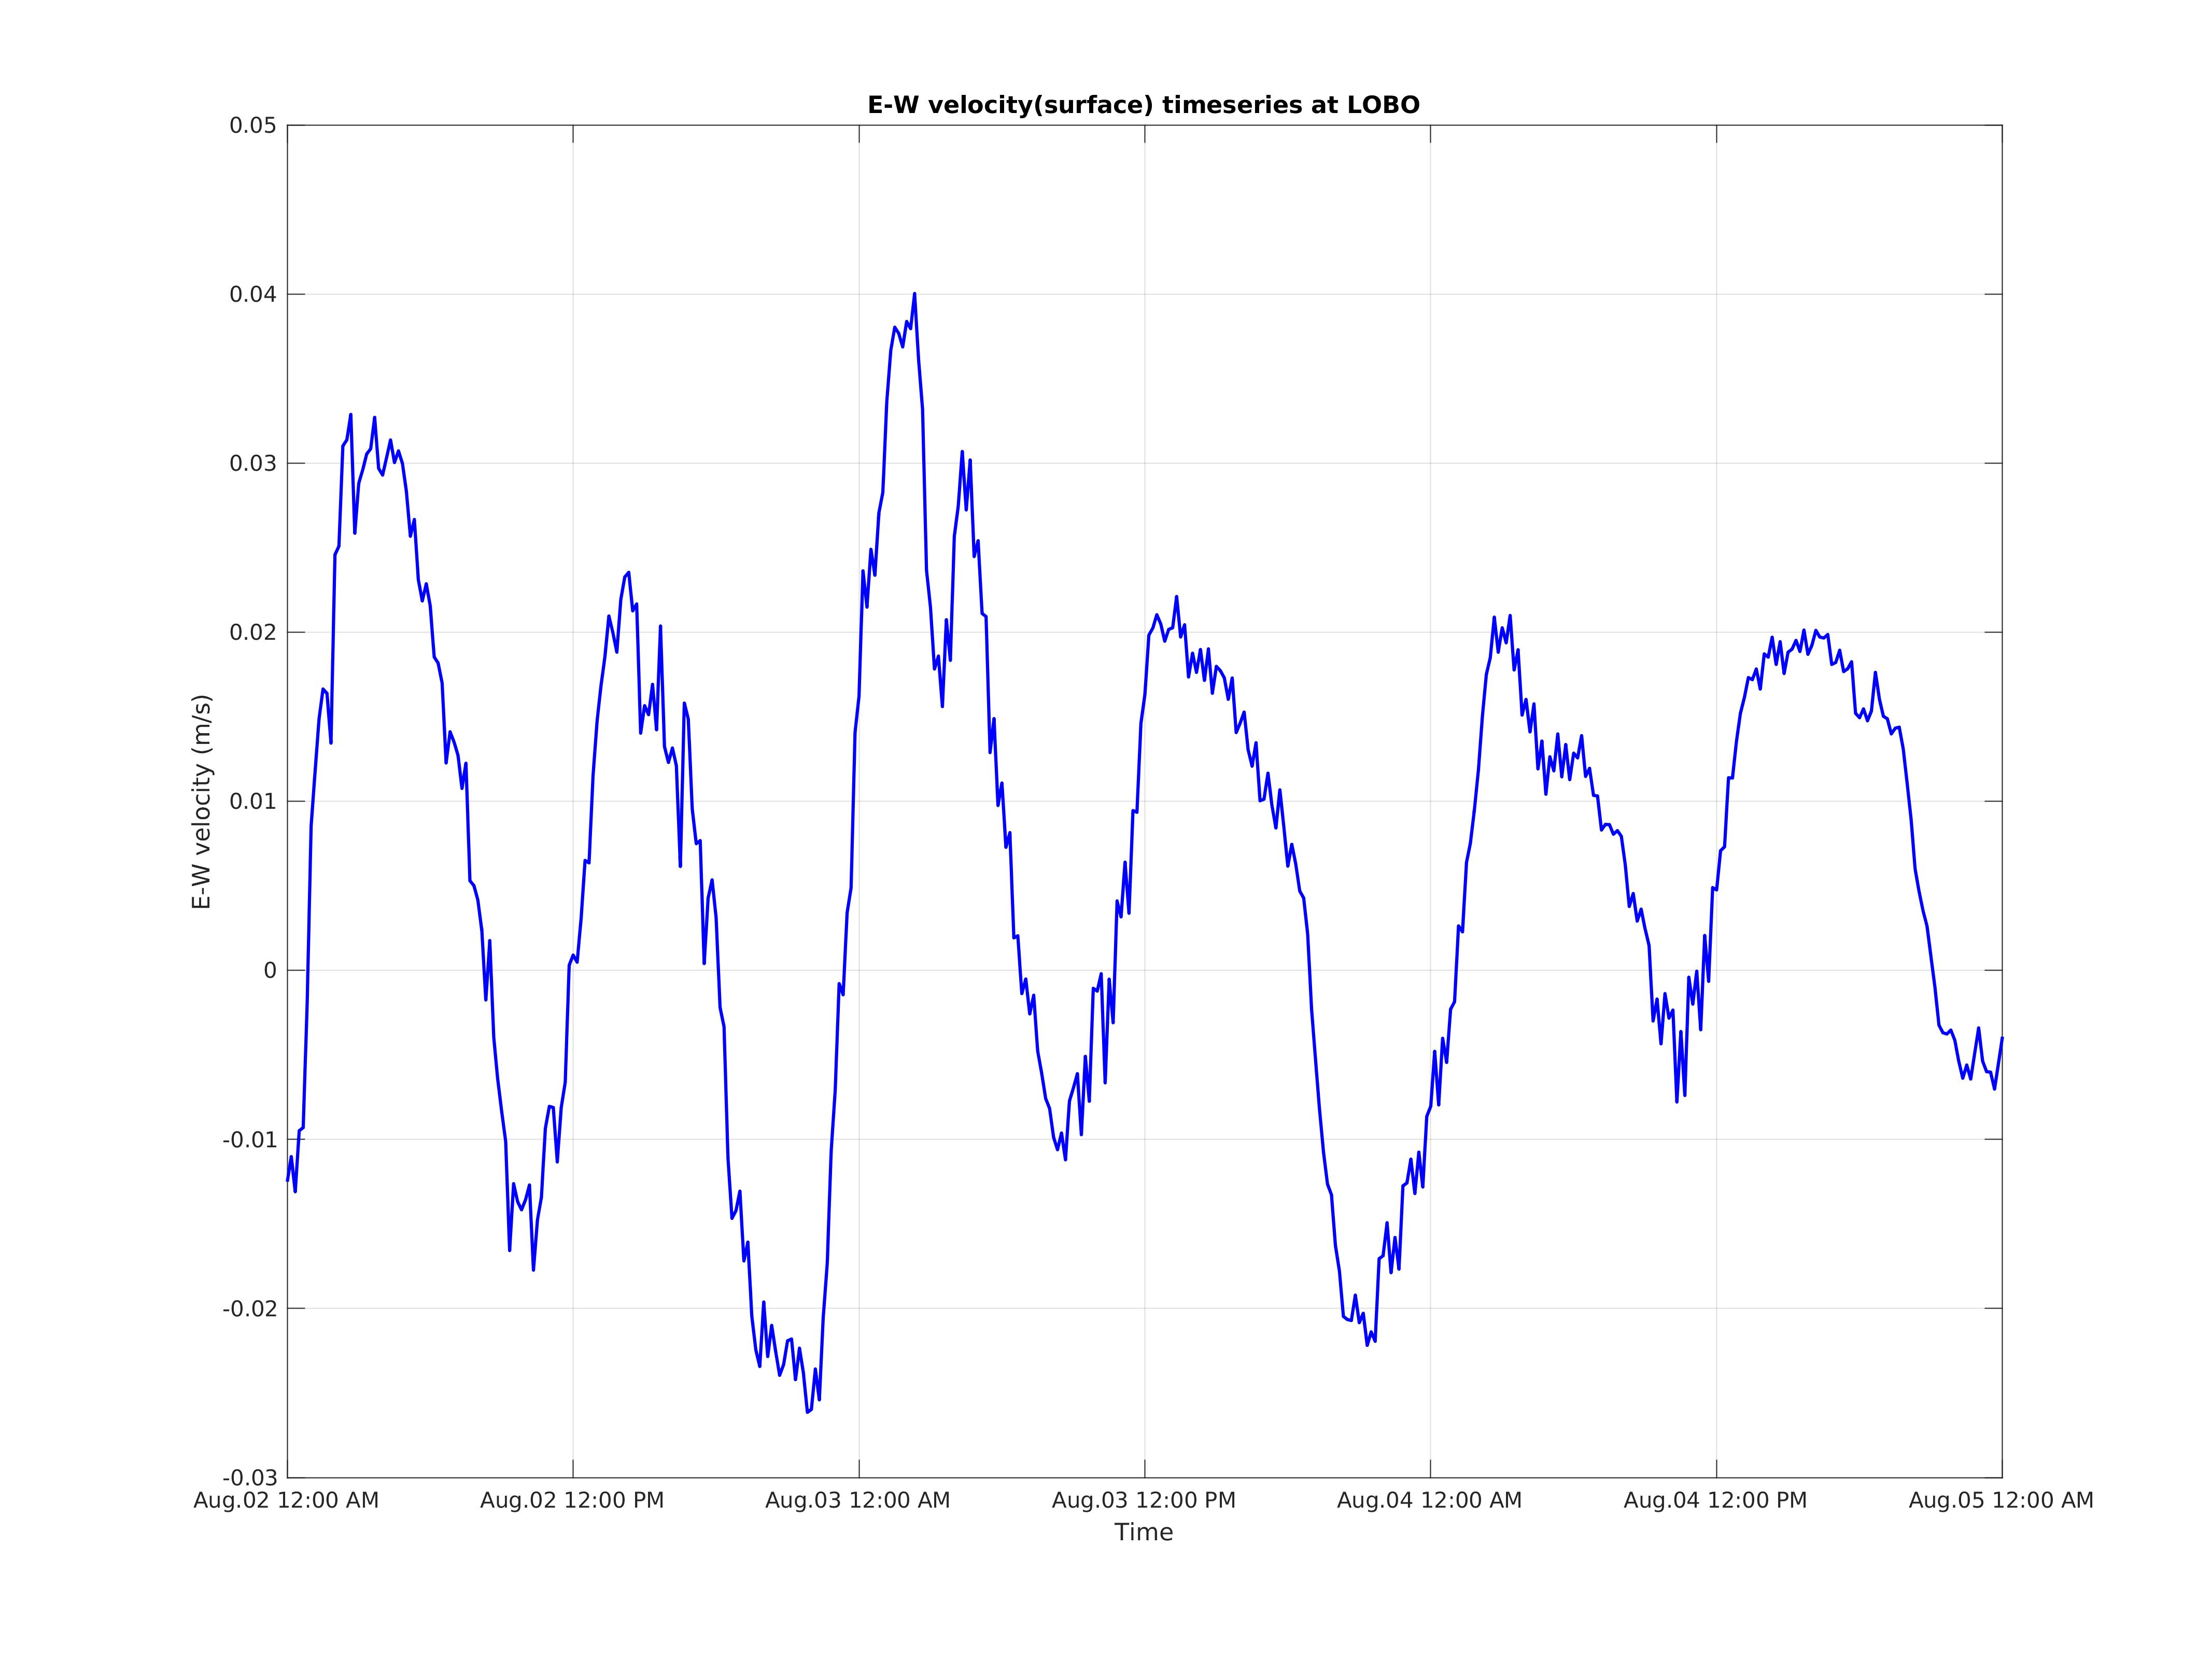 E-W velocity(surface) timeseries at LOBO
0.05
0.04
0.03
0.02
0.01
0
-0.01
-0.02
-0.03
E-W velocity (m/s)
Aug.02 12:00 AM
Aug.02 12:00 PM
Aug.03 12:00 AM
Aug.03 12:00 PM
Aug.04 12:00 AM
Aug.04 12:00 PM
Aug.05 12:00 AM
Time